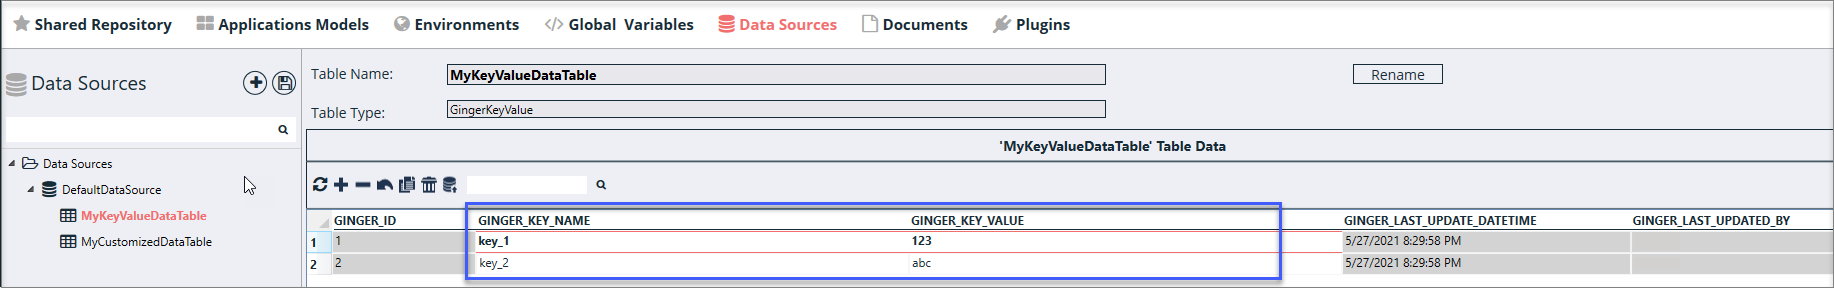 Shared Repository Applications Models Environments Global Variables Data Sources Documents Plugins
Data Sources
Table Name: MyKeyValueDataTable Rename
Table Type: GingerKeyValue
'MyKeyValueDataTable' Table Data
Data Sources
DefaultDataSource
MyKeyValueDataTable
MyCustomizedDataTable
GINGER_ID GINGER_KEY_NAME GINGER_KEY_VALUE GINGER_LAST_UPDATE_DATETIME GINGER_LAST_UPDATED_BY
1 1 key_1 123 5/27/2021 8:29:58 PM
2 2 key_2 abc 5/27/2021 8:29:58 PM